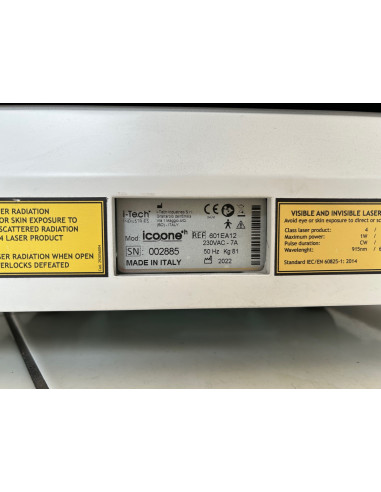 ER RADIATION
OR SKIN EXPOSURE TO
SCATTERED RADIATION
4 LASER PRODUCT
SER RADIATION WHEN OPEN
ERLOCKS DEFEATED
i-Tech
INDUSTRIES
ITALY
Mod. icoone REF. 601EA12
230VAC - 7A
SN: 002885
50 Hz Kg 81
MADE IN ITALY
2022
VISIBLE AND INVISIBLE LASER
Avoid eye or skin exposure to direct or sc
Class laser product: 4 /
Maximum power: 1W /
Pulse duration: CW /
Wavelenght: 915nm /
Standard IEC/EN 60825-1: 2014